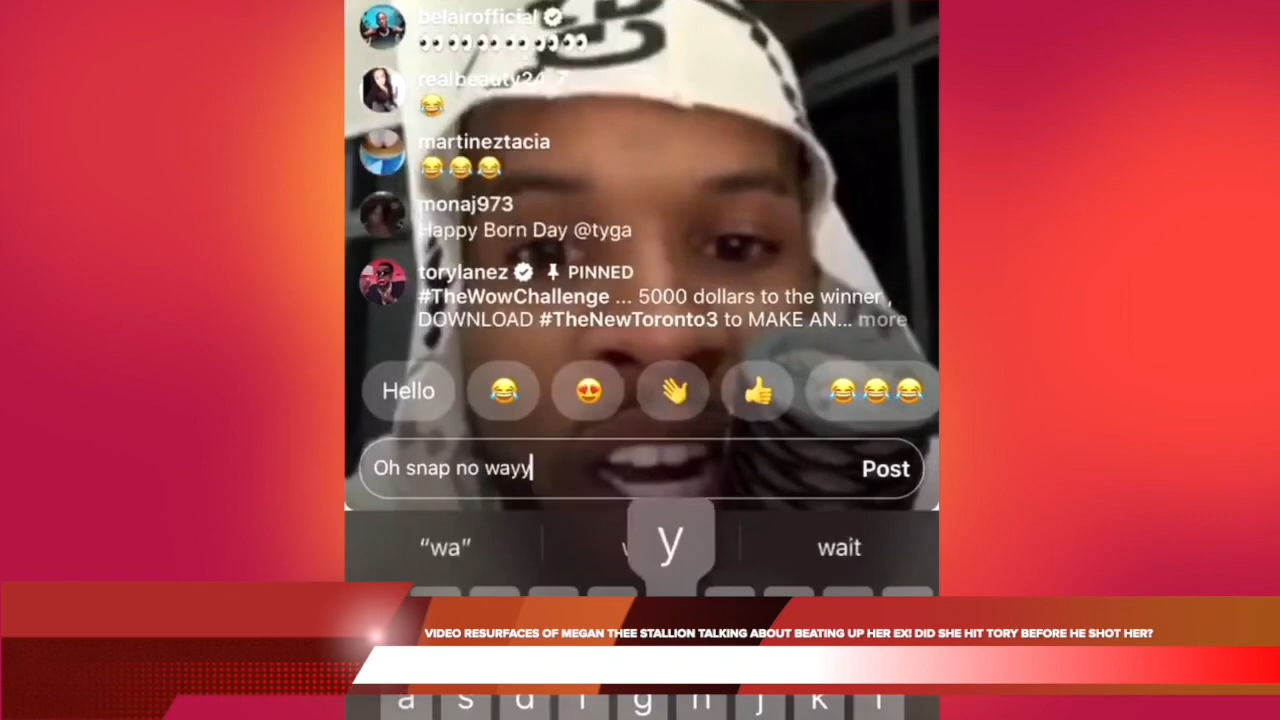 belairofficial
👀👀👀👀👀👀👀👀👀
realbeauty24_7
😂
martineztacia
😂😂😂
monaj973
Happy Born Day @tyga
torylanez PINNED
#TheWowChallenge ... 5000 dollars to the winner ,
DOWNLOAD #TheNewToronto3 to MAKE AN... more
Hello 😂 😍 👋 👍 😂😂😂
Oh snap no wayy Post
“wa” y wait
VIDEO RESURFACES OF MEGAN THEE STALLION TALKING ABOUT BEATING UP HER EX! DID SHE HIT TORY BEFORE HE SHOT HER?
a s d f g h j k l